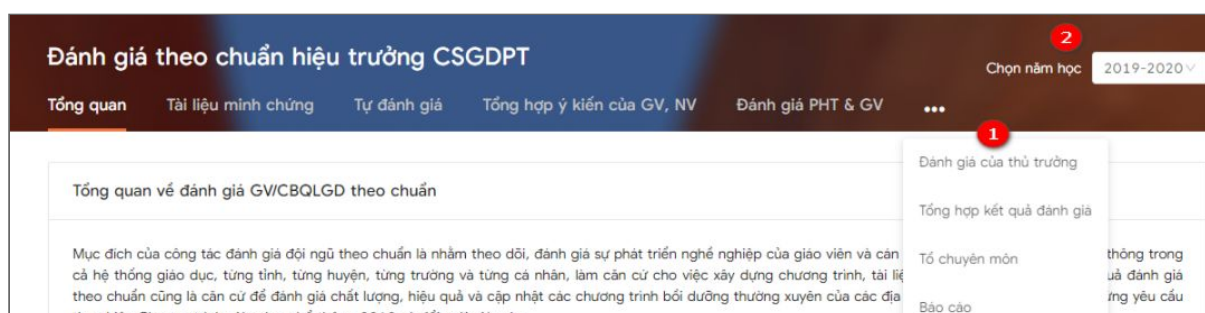 Đánh giá theo chuẩn hiệu trưởng CSGDPT
2
Chọn năm học 2019-2020
Tổng quan Tài liệu minh chứng Tự đánh giá Tổng hợp ý kiến của GV, NV Đánh giá PHT & GV •••
1
Đánh giá của thủ trưởng
Tổng quan về đánh giá GV/CBQLGD theo chuẩn
Tổng hợp kết quả đánh giá
Mục đích của công tác đánh giá đội ngũ theo chuẩn là nhằm theo dõi, đánh giá sự phát triển nghề nghiệp của giáo viên và cán thông trong
Tổ chuyên môn
cả hệ thống giáo dục, từng tỉnh, từng huyện, từng trường và từng cá nhân, làm căn cứ cho việc xây dựng chương trình, tài đánh giá
theo chuẩn cũng là căn cứ để đánh giá chất lượng, hiệu quả và cập nhật các chương trình bồi dưỡng thường xuyên của các địa yêu cầu
Báo cáo